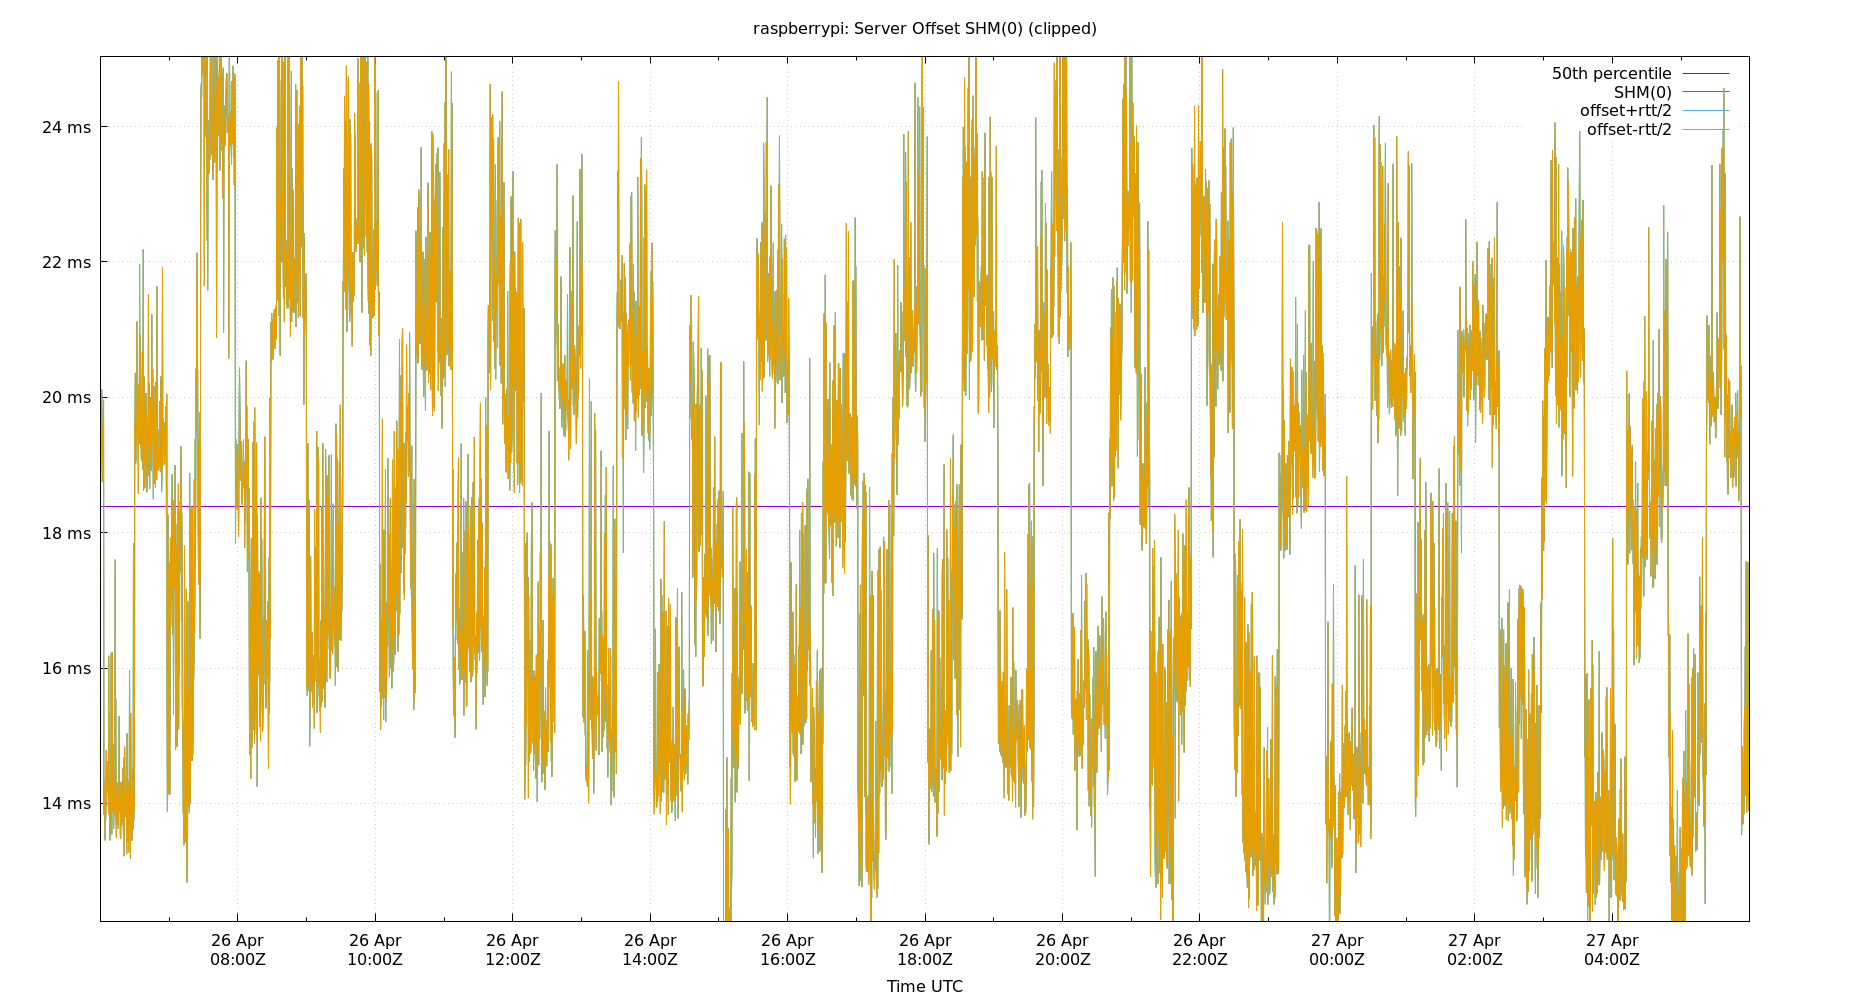 raspberrypi: Server Offset SHM(0) (clipped)
50th percentile
SHM(0)
offset+rtt/2
offset-rtt/2
24 ms
22 ms
20 ms
18 ms
16 ms
14 ms
26 Apr 26 Apr 26 Apr 26 Apr 26 Apr 26 Apr 26 Apr 26 Apr 27 Apr 27 Apr 27 Apr
08:00Z 10:00Z 12:00Z 14:00Z 16:00Z 18:00Z 20:00Z 22:00Z 00:00Z 02:00Z 04:00Z
Time UTC